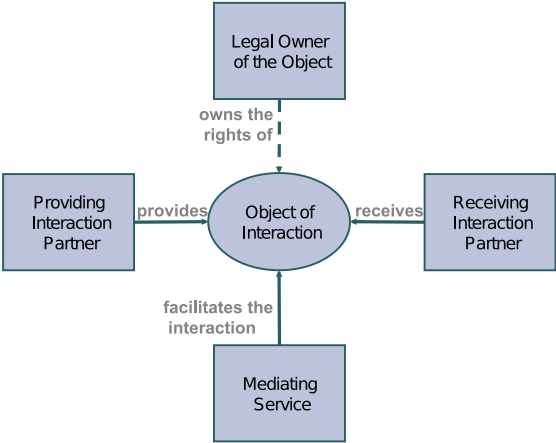 Legal Owner
of the Object
owns the
rights of
Providing
Interaction
Partner
provides
Object of
Interaction
receives
Receiving
Interaction
Partner
facilitates the
interaction
Mediating
Service